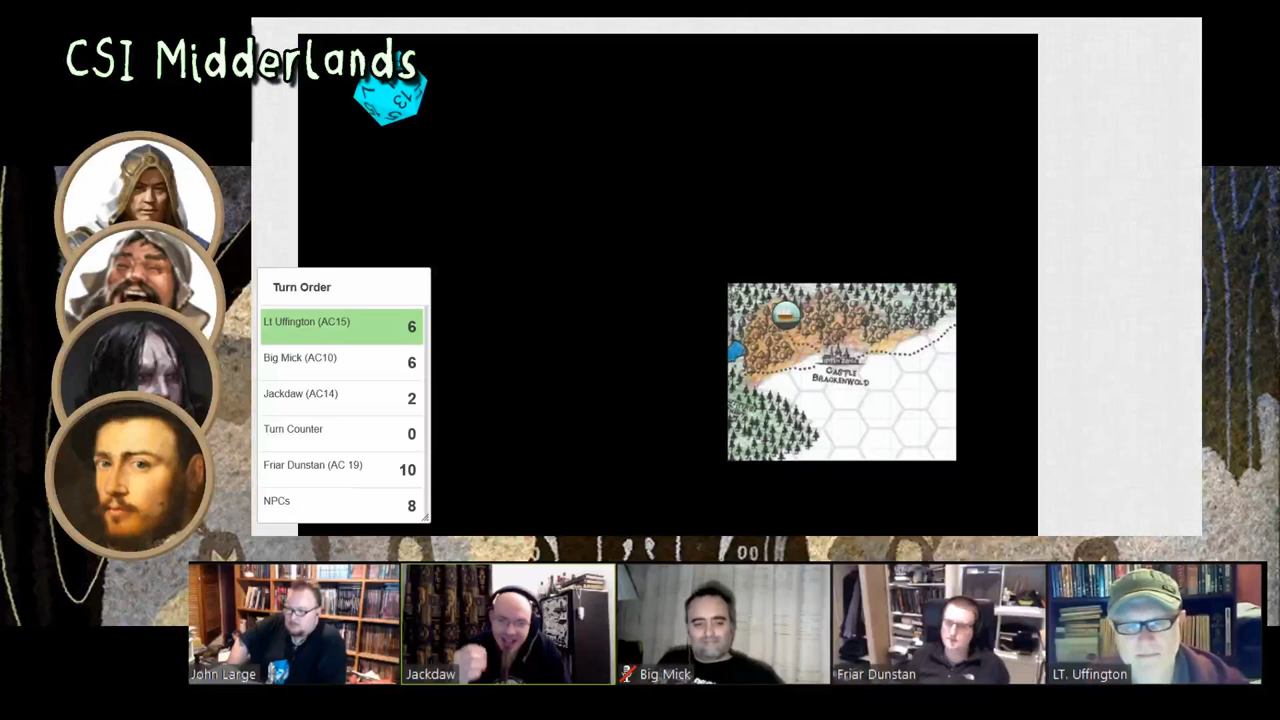 CSI Midderlands
13
Turn Order
Lt Uffington (AC15) 6
Big Mick (AC10) 6
Jackdaw (AC14) 2
Turn Counter 0
Friar Dunstan (AC 19) 10
NPCs 8
CASTLE
BRACKENWOLD
John Large
Jackdaw
Big Mick
Friar Dunstan
LT. Uffington